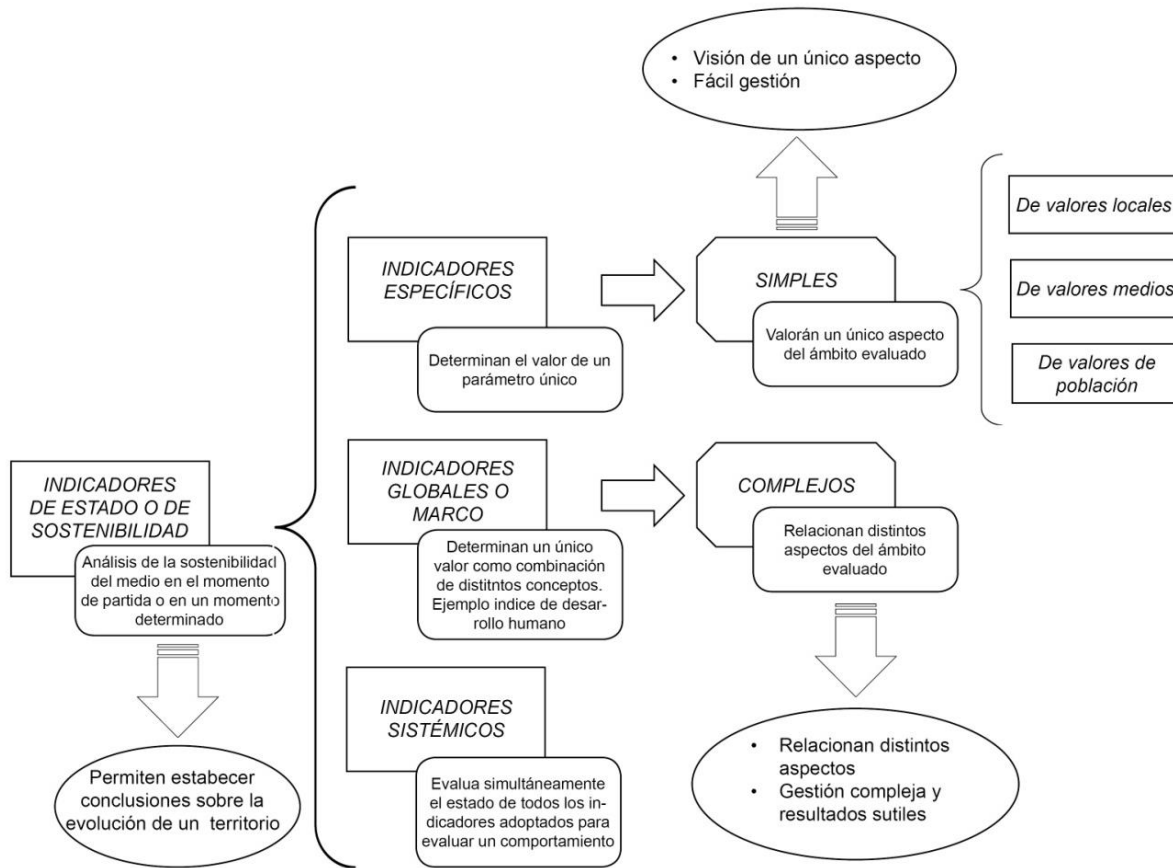 • Visión de un único aspecto
• Fácil gestión
De valores locales
INDICADORES
ESPECÍFICOS
SIMPLES
De valores medios
Determinan el valor de un
parámetro único
Valorán un único aspecto
del ámbito evaluado
De valores de
población
INDICADORES
DE ESTADO O DE
SOSTENIBILIDAD
Análisis de la sostenibilidad
del medio en el momento
de partida o en un momento
determinado
INDICADORES
GLOBALES O
MARCO
Determinan un único
valor como combinación
de distitntos conceptos.
Ejemplo indice de desar-
rollo humano
COMPLEJOS
Relacionan distintos
aspectos del ámbito
evaluado
INDICADORES
SISTÉMICOS
Evalua simultáneamente
el estado de todos los in-
dicadores adoptados para
evaluar un comportamiento
Permiten estabecer
conclusiones sobre la
evolución de un territorio
• Relacionan distintos
aspectos
• Gestión compleja y
resultados sutiles